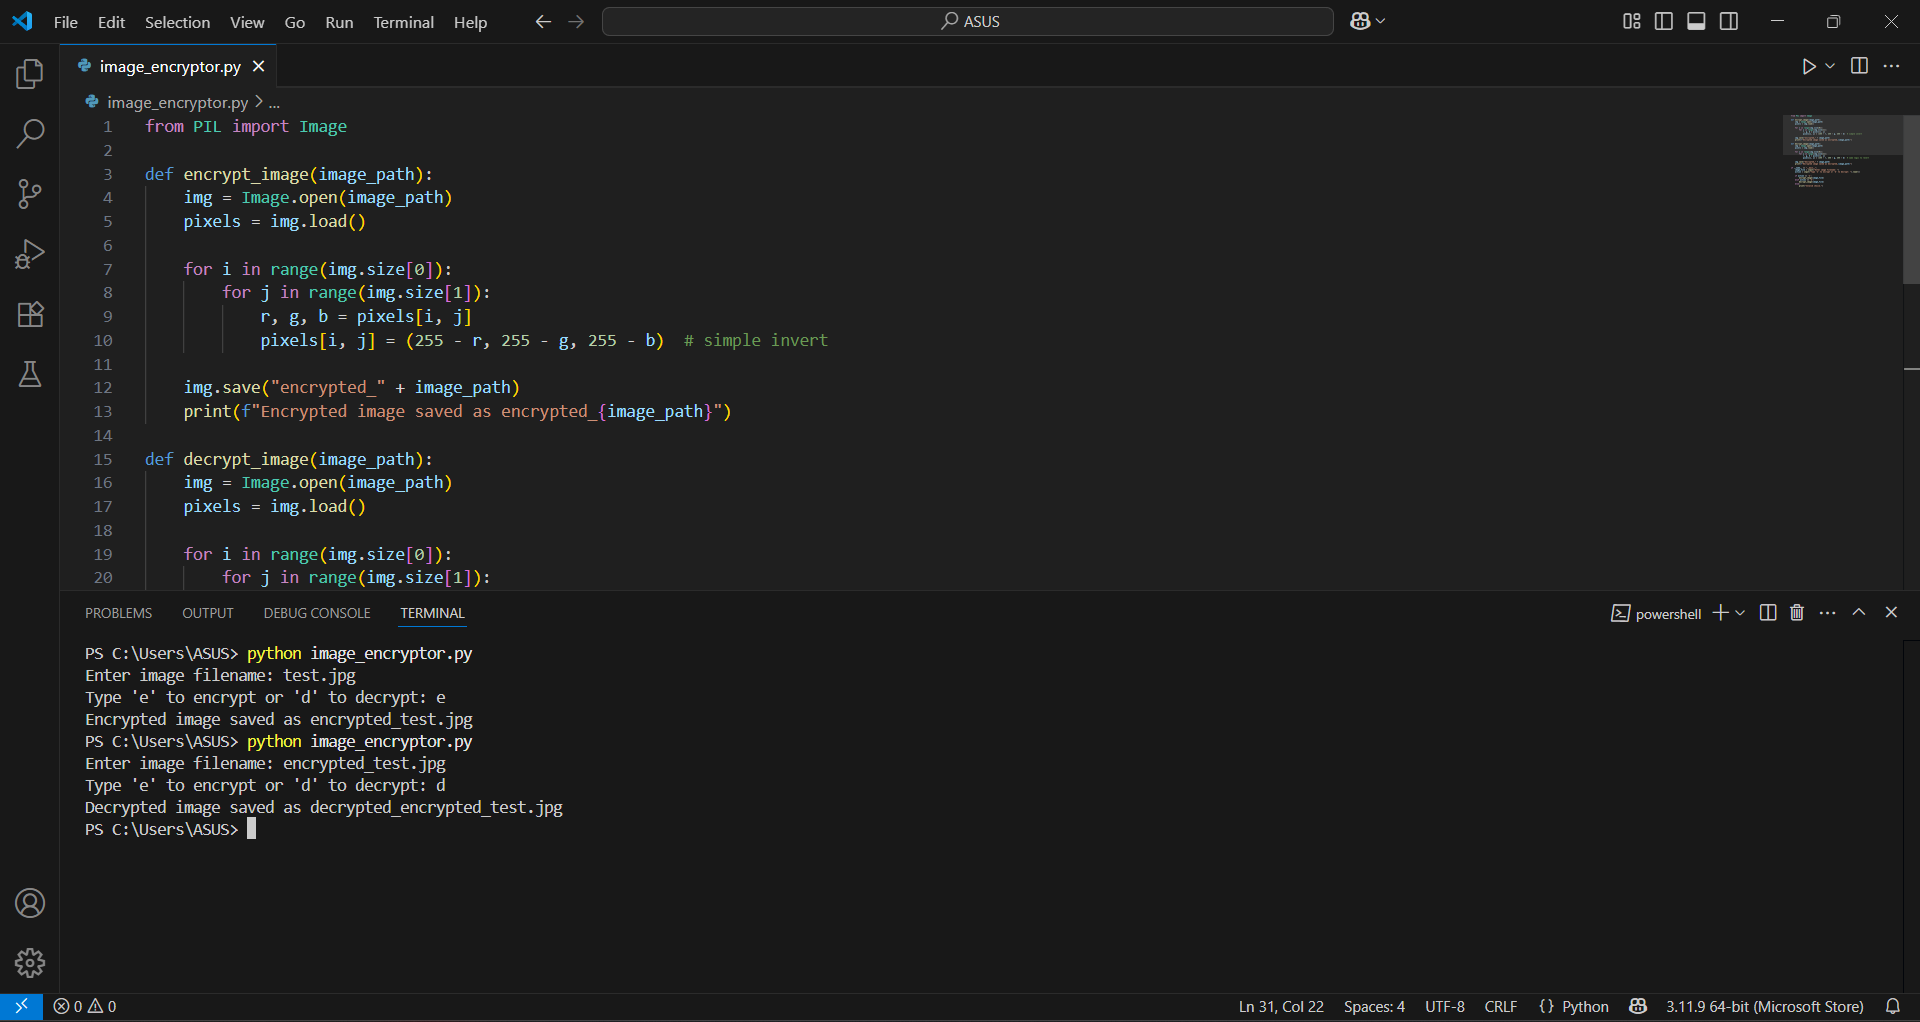 File Edit Selection View Go Run Terminal Help ASUS
image_encryptor.py
image_encryptor.py > ...
1 from PIL import Image
2
3 def encrypt_image(image_path):
4     img = Image.open(image_path)
5     pixels = img.load()
6
7     for i in range(img.size[0]):
8         for j in range(img.size[1]):
9             r, g, b = pixels[i, j]
10             pixels[i, j] = (255 - r, 255 - g, 255 - b)  # simple invert
11
12     img.save("encrypted_" + image_path)
13     print(f"Encrypted image saved as encrypted_{image_path}")
14
15 def decrypt_image(image_path):
16     img = Image.open(image_path)
17     pixels = img.load()
18
19     for i in range(img.size[0]):
20         for j in range(img.size[1]):
PROBLEMS OUTPUT DEBUG CONSOLE TERMINAL powershell
PS C:\Users\ASUS> python image_encryptor.py
Enter image filename: test.jpg
Type 'e' to encrypt or 'd' to decrypt: e
Encrypted image saved as encrypted_test.jpg
PS C:\Users\ASUS> python image_encryptor.py
Enter image filename: encrypted_test.jpg
Type 'e' to encrypt or 'd' to decrypt: d
Decrypted image saved as decrypted_encrypted_test.jpg
PS C:\Users\ASUS>
0 0 Ln 31, Col 22 Spaces: 4 UTF-8 CRLF {} Python 3.11.9 64-bit (Microsoft Store)